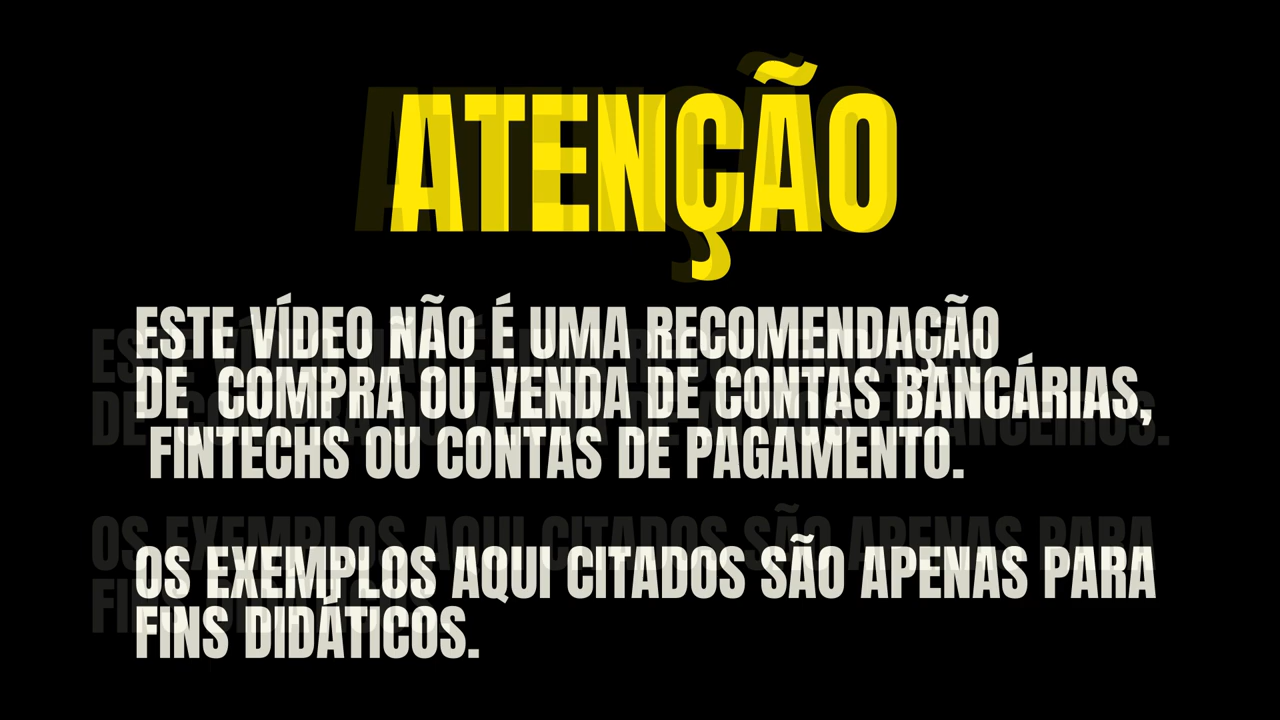 ATENÇÃO
ESTE VÍDEO NÃO É UMA RECOMENDAÇÃO
DE COMPRA OU VENDA DE CONTAS BANCÁRIAS,
FINTECHS OU CONTAS DE PAGAMENTO.
OS EXEMPLOS AQUI CITADOS SÃO APENAS PARA
FINS DIDÁTICOS.